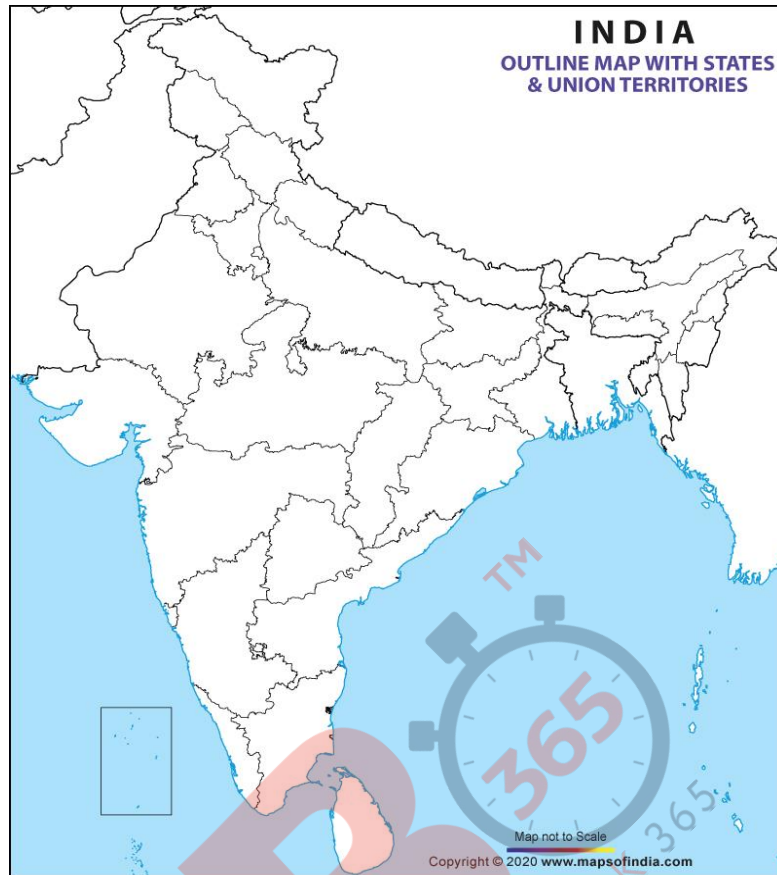 INDIA
OUTLINE MAP WITH STATES
& UNION TERRITORIES
TM
365
K 365
Map not to Scale
Copyright © 2020 www.mapsofindia.com